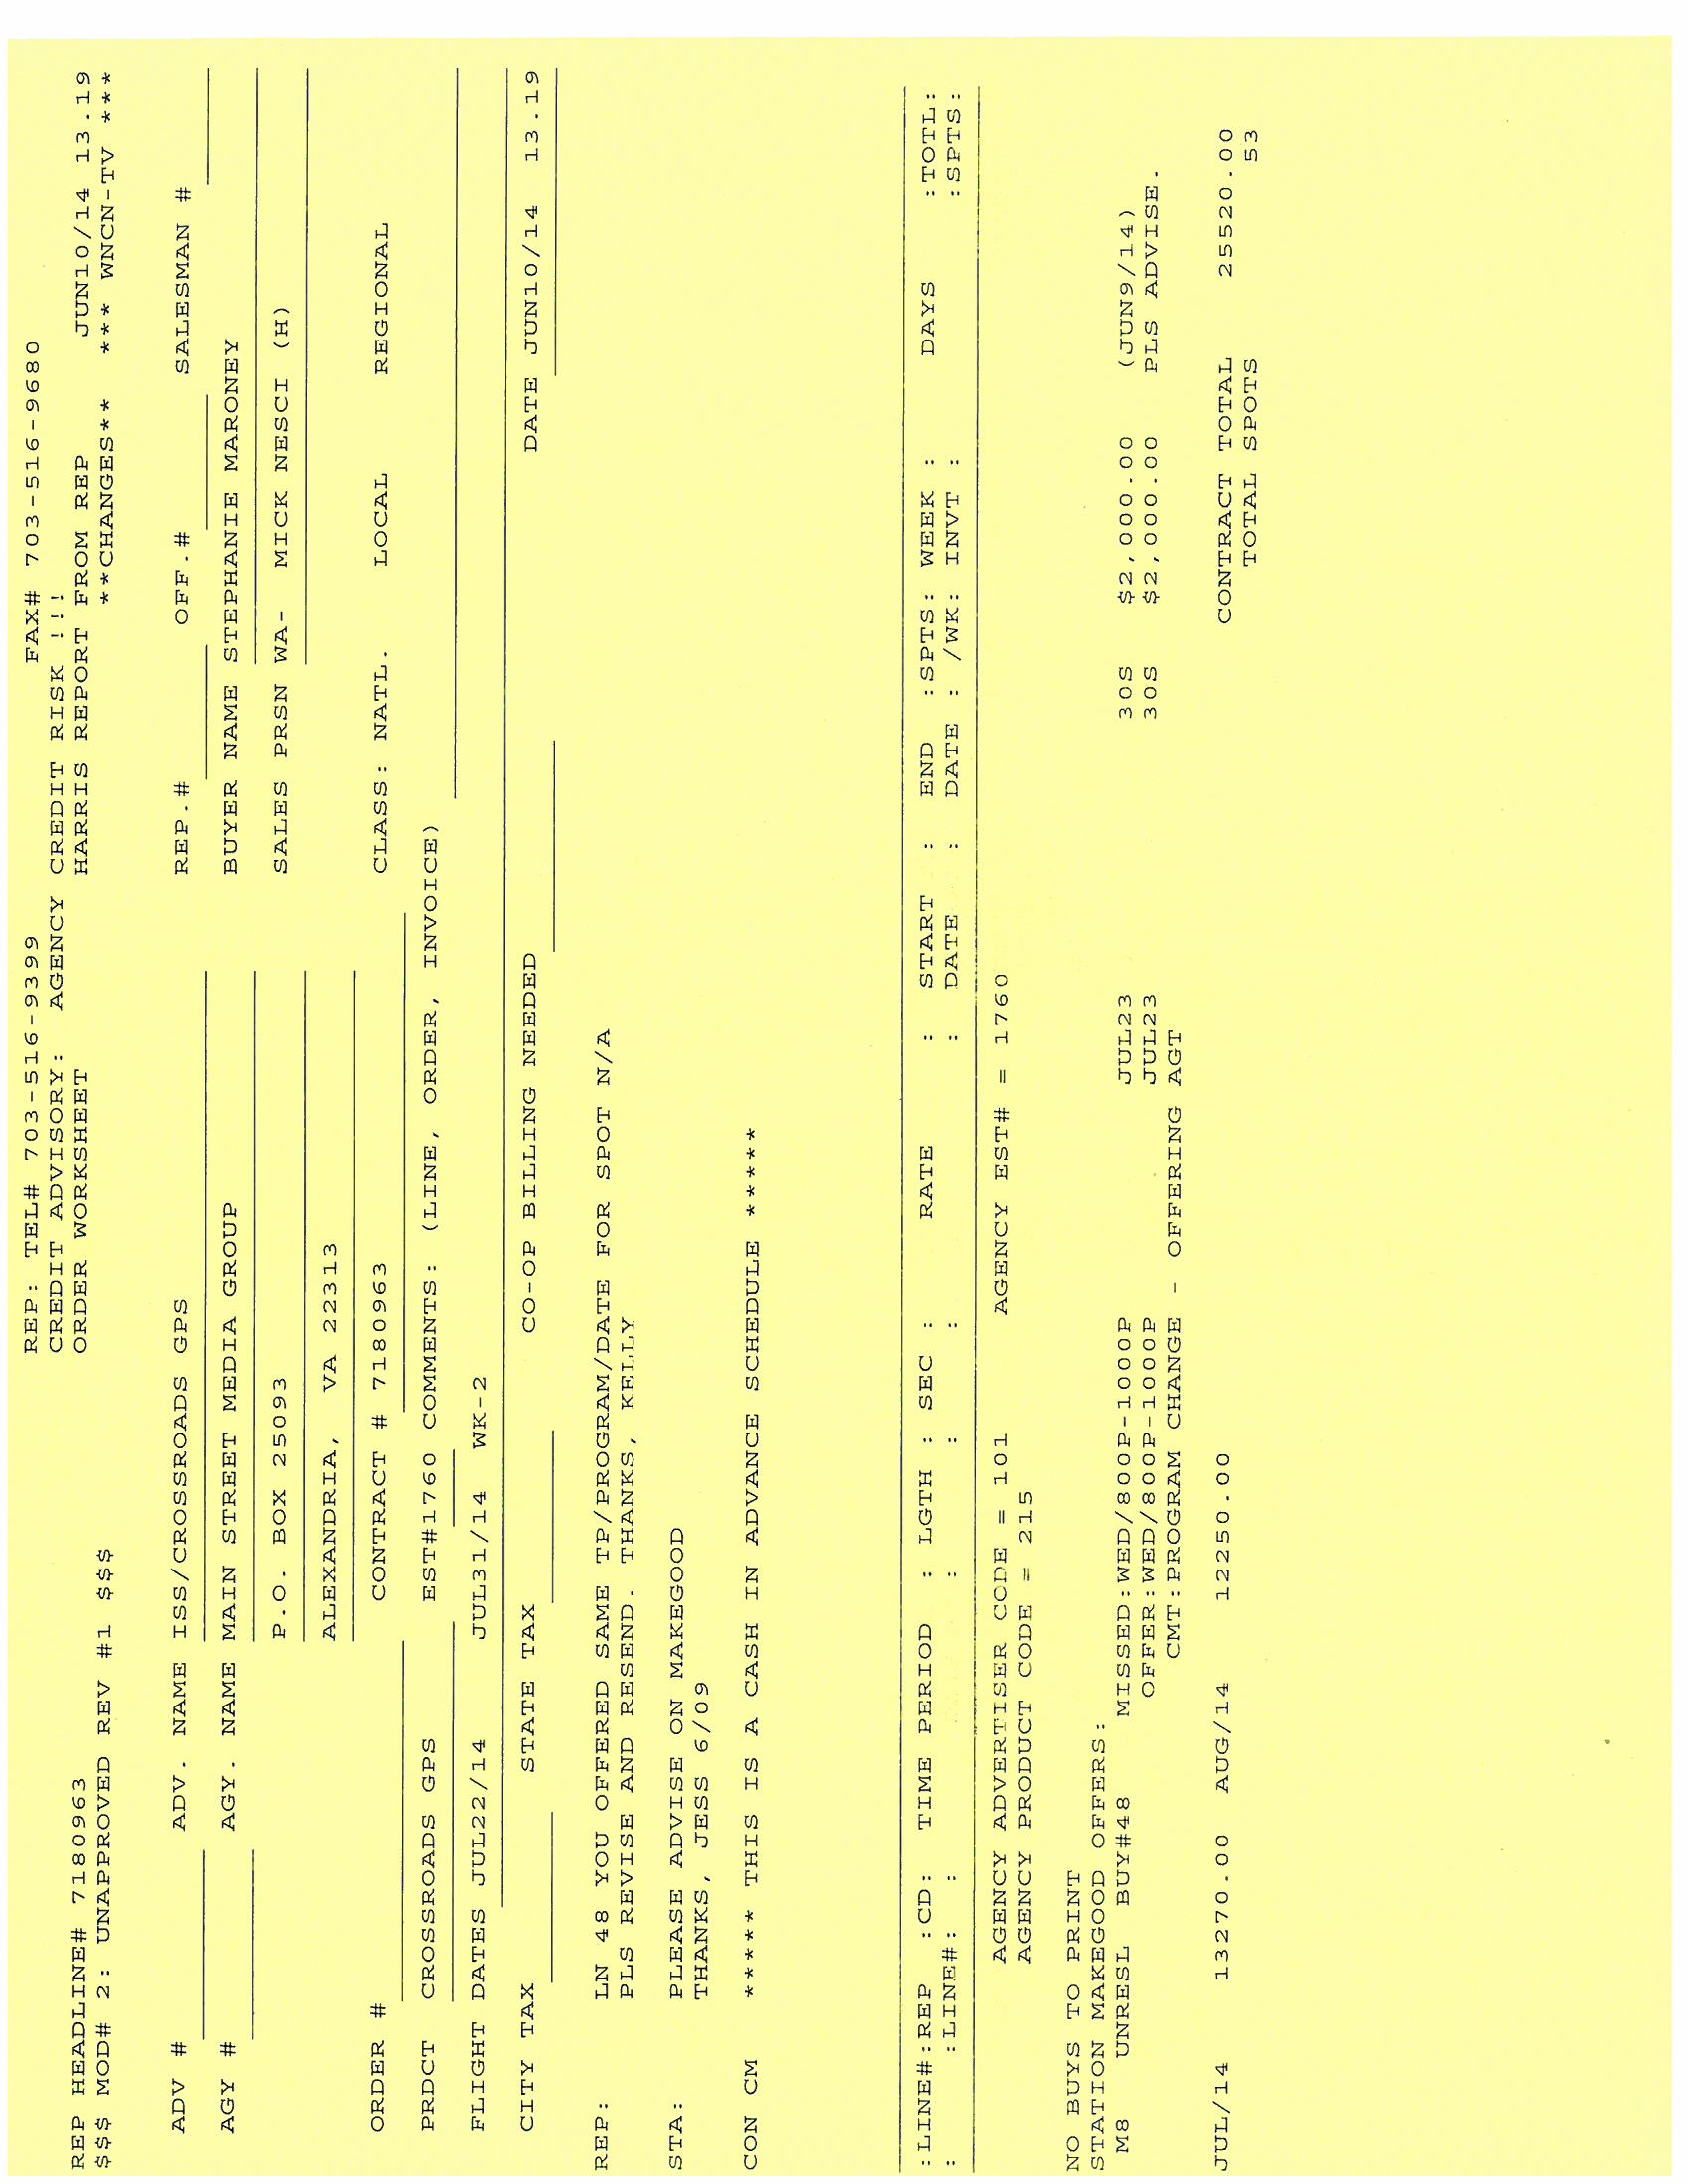 REP: TEL# 703-516-9399 FAX# 703-516-9680
CREDIT ADVISORY: AGENCY CREDIT RISK !!!
REP HEADLINE# 7180963 ORDER WORKSHEET HARRIS REPORT FROM REP JUN10/14 13.19
$$$ MOD# 2: UNAPPROVED REV #1 $$$ **CHANGES** *** WNCN-TV ***
ADV # ADV. NAME ISS/CROSSROADS GPS REP.# OFF.# SALESMAN #
AGY # AGY. NAME MAIN STREET MEDIA GROUP BUYER NAME STEPHANIE MARONEY
P.O. BOX 25093 SALES PRSN WA- MICK NESCI (H)
ALEXANDRIA, VA 22313
ORDER # CONTRACT # 7180963 CLASS: NATL. LOCAL REGIONAL
PRDCT CROSSROADS GPS EST#1760 COMMENTS: (LINE, ORDER, INVOICE)
FLIGHT DATES JUL22/14 JUL31/14 WK-2
CITY TAX STATE TAX CO-OP BILLING NEEDED DATE JUN10/14 13.19
REP: LN 48 YOU OFFERED SAME TP/PROGRAM/DATE FOR SPOT N/A
PLS REVISE AND RESEND. THANKS, KELLY
STA: PLEASE ADVISE ON MAKEGOOD
THANKS, JESS 6/09
CON CM ***** THIS IS A CASH IN ADVANCE SCHEDULE *****
:LINE#:REP :CD: TIME PERIOD : LGTH : SEC : RATE : START : END :SPTS: WEEK : DAYS :TOTL:
: :LINE#: : : : : : DATE : DATE : /WK: INVT : :SPTS:
AGENCY ADVERTISER CODE = 101 AGENCY EST# = 1760
AGENCY PRODUCT CODE = 215
NO BUYS TO PRINT
STATION MAKEGOOD OFFERS:
M8 UNRESL BUY#48 MISSED:WED/800P-1000P JUL23 30S $2,000.00 (JUN9/14)
OFFER:WED/800P-1000P JUL23 30S $2,000.00 PLS ADVISE.
CMT:PROGRAM CHANGE - OFFERING AGT
JUL/14 13270.00 AUG/14 12250.00 CONTRACT TOTAL 25520.00
TOTAL SPOTS 53